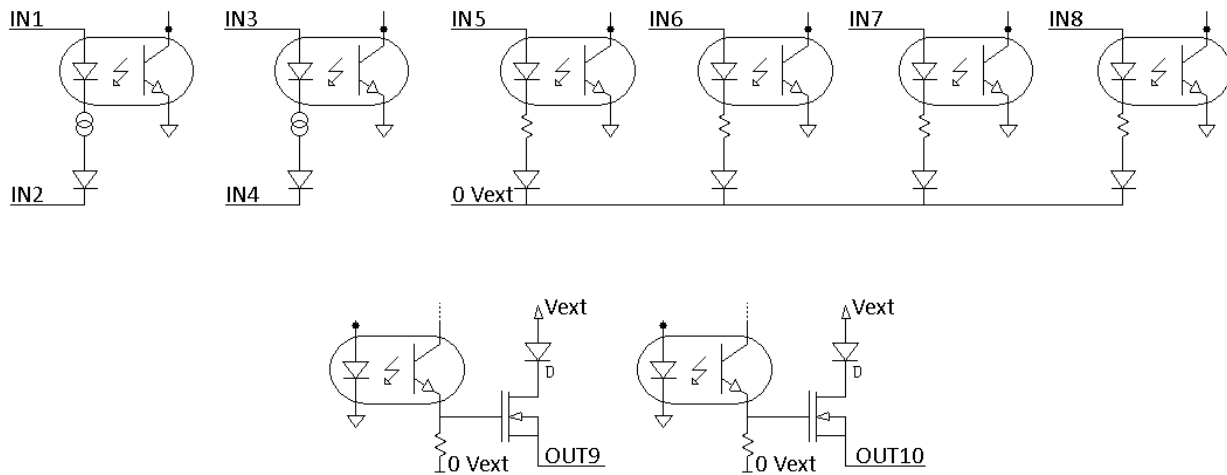 IN1
IN3
IN5
IN6
IN7
IN8
IN2
IN4
0 Vext
Vext
Vext
D
D
OUT9
OUT10
0 Vext
0 Vext